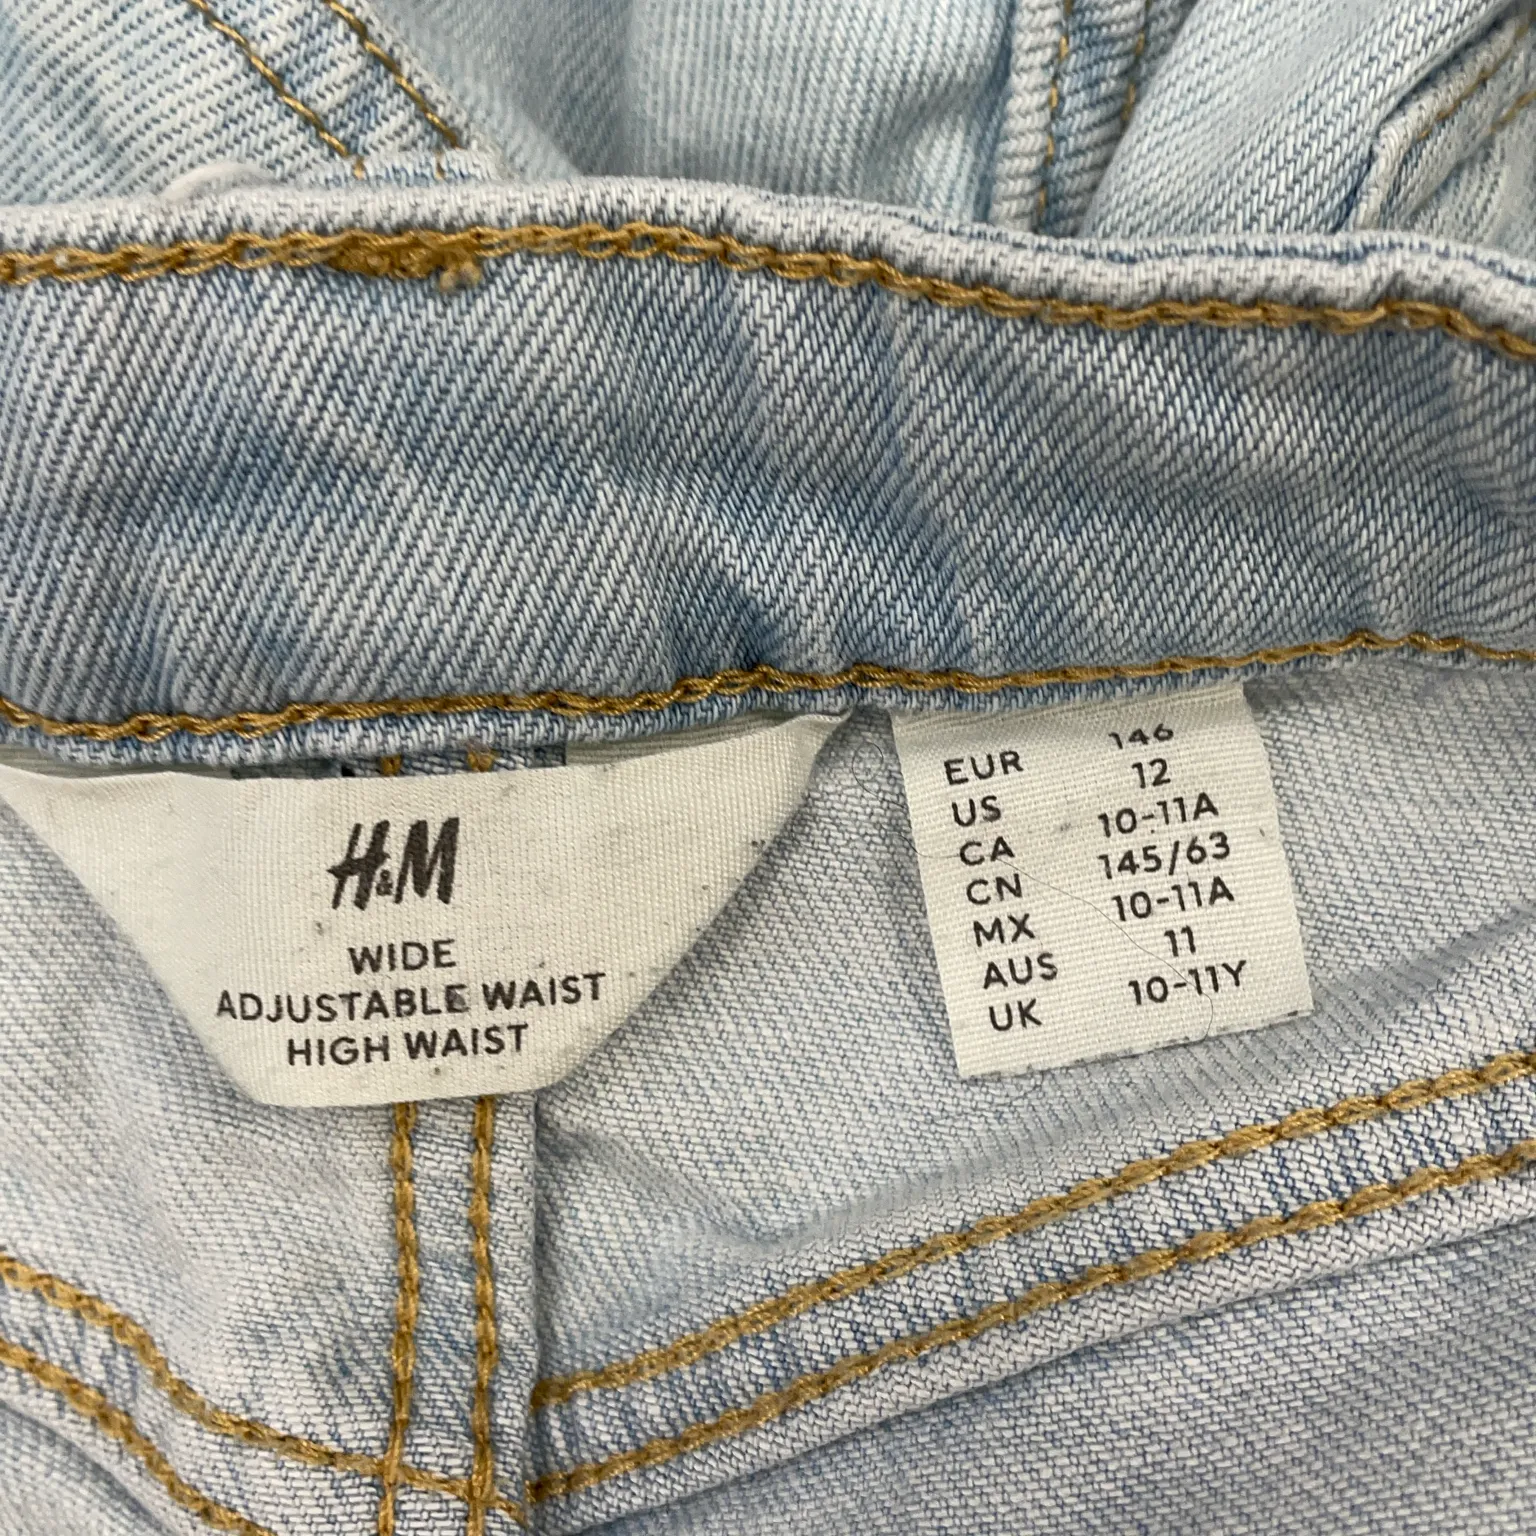 H&M
WIDE
ADJUSTABLE WAIST
HIGH WAIST
EUR 146
US 12
CA 10-11A
CN 145/63
MX 10-11A
AUS 11
UK 10-11Y